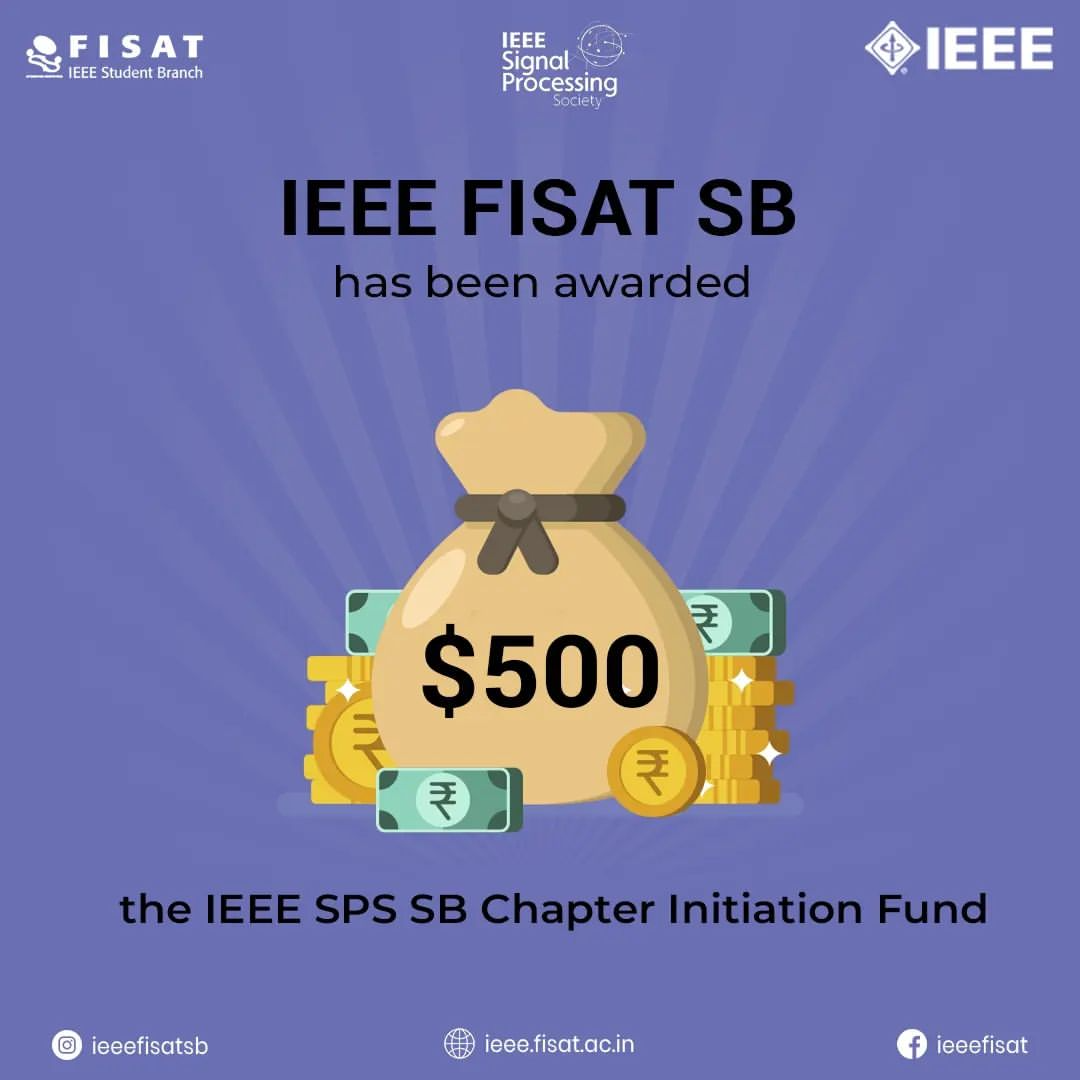 FISAT
IEEE Student Branch
IEEE
Signal
Processing
Society
IEEE
IEEE FISAT SB
has been awarded
₹
$500
₹
₹
₹
the IEEE SPS SB Chapter Initiation Fund
ieeefisatsb
ieee.fisat.ac.in
ieeefisat